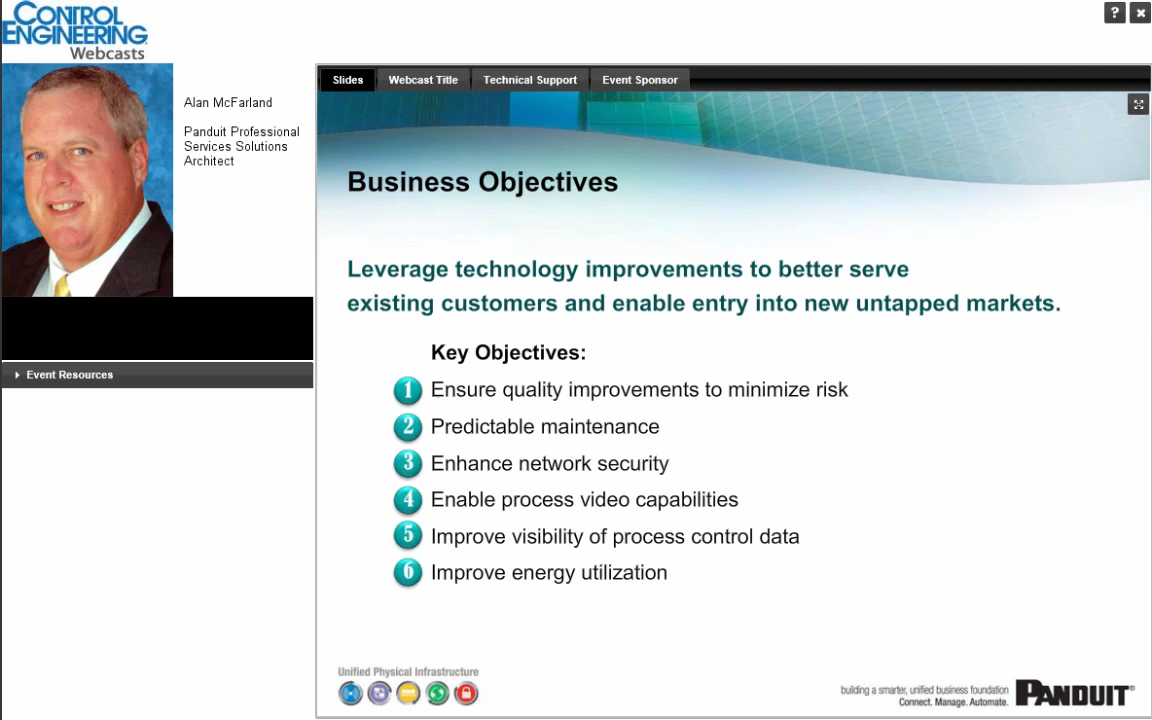 CONTROL
ENGINEERING
Webcasts
?
Alan McFarland
Panduit Professional
Services Solutions
Architect
Event Resources
Slides
Webcast Title
Technical Support
Event Sponsor
Business Objectives
Leverage technology improvements to better serve
existing customers and enable entry into new untapped markets.
Key Objectives:
1 Ensure quality improvements to minimize risk
2 Predictable maintenance
3 Enhance network security
4 Enable process video capabilities
5 Improve visibility of process control data
6 Improve energy utilization
Unified Physical Infrastructure
building a smarter, unified business foundation
Connect. Manage. Automate.
PANDUIT®